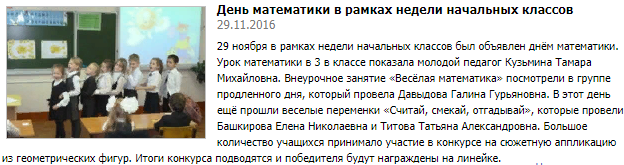 День математики в рамках недели начальных классов
29.11.2016
29 ноября в рамках недели начальных классов был объявлен днём математики.
Урок математики в 3 в классе показала молодой педагог Кузьмина Тамара
Михайловна. Внеурочное занятие «Весёлая математика» посмотрели в группе
продленного дня, который провела Давыдова Галина Гурьяновна. В этот день
ещё прошли веселые переменки «Считай, смекай, отгадывай», которые провели
Башкирова Елена Николаевна и Титова Татьяна Александровна. Большое
количество учащихся принимало участие в конкурсе на сюжетную аппликацию
из геометрических фигур. Итоги конкурса подводятся и победителя будут награждены на линейке.